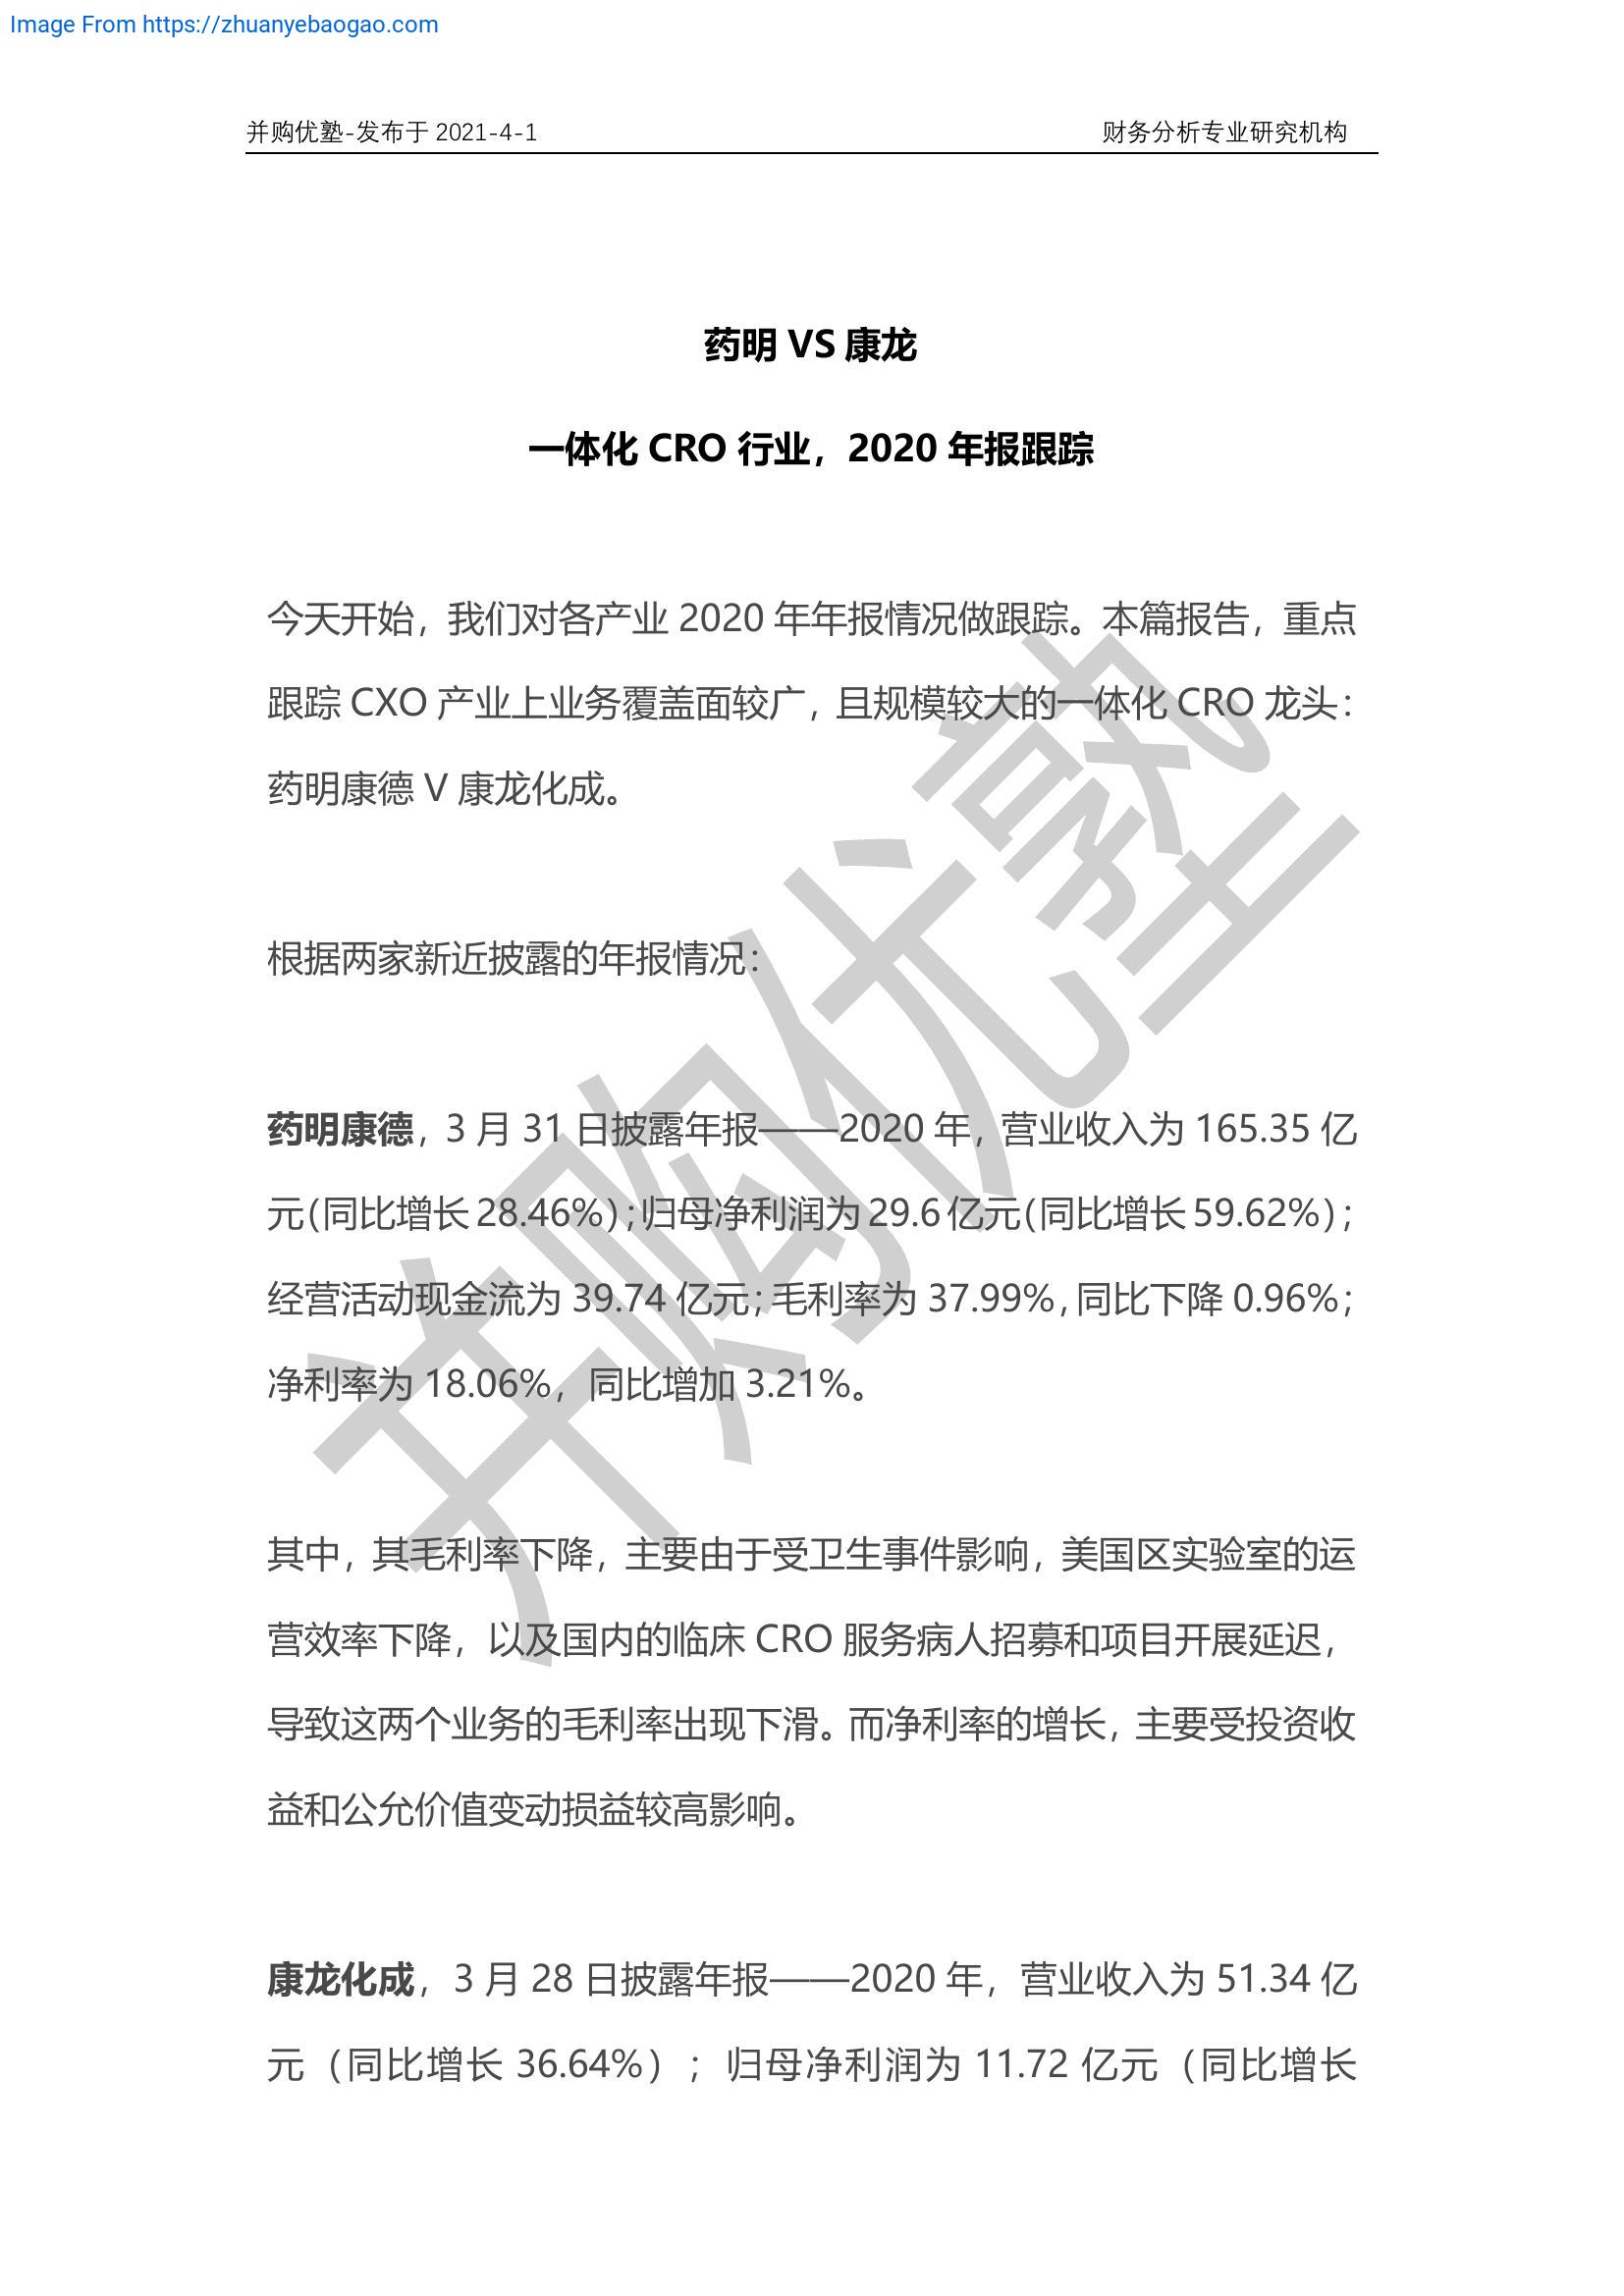 Image From https://zhuanyebaogao.com
并购优塾-发布于 2021-4-1 财务分析专业研究机构
药明 VS 康龙
一体化 CRO 行业，2020 年报跟踪
今天开始，我们对各产业 2020 年年报情况做跟踪。本篇报告，重点
跟踪 CXO 产业上业务覆盖面较广，且规模较大的一体化 CRO 龙头：
药明康德 V 康龙化成。
根据两家新近披露的年报情况：
药明康德，3 月 31 日披露年报——2020 年，营业收入为 165.35 亿
元（同比增长 28.46%）；归母净利润为 29.6 亿元（同比增长 59.62%）；
经营活动现金流为 39.74 亿元；毛利率为 37.99%，同比下降 0.96%；
净利率为 18.06%，同比增加 3.21%。
其中，其毛利率下降，主要由于受卫生事件影响，美国区实验室的运
营效率下降，以及国内的临床 CRO 服务病人招募和项目开展延迟，
导致这两个业务的毛利率出现下滑。而净利率的增长，主要受投资收
益和公允价值变动损益较高影响。
康龙化成，3 月 28 日披露年报——2020 年，营业收入为 51.34 亿
元（同比增长 36.64%）；归母净利润为 11.72 亿元（同比增长
并购优塾